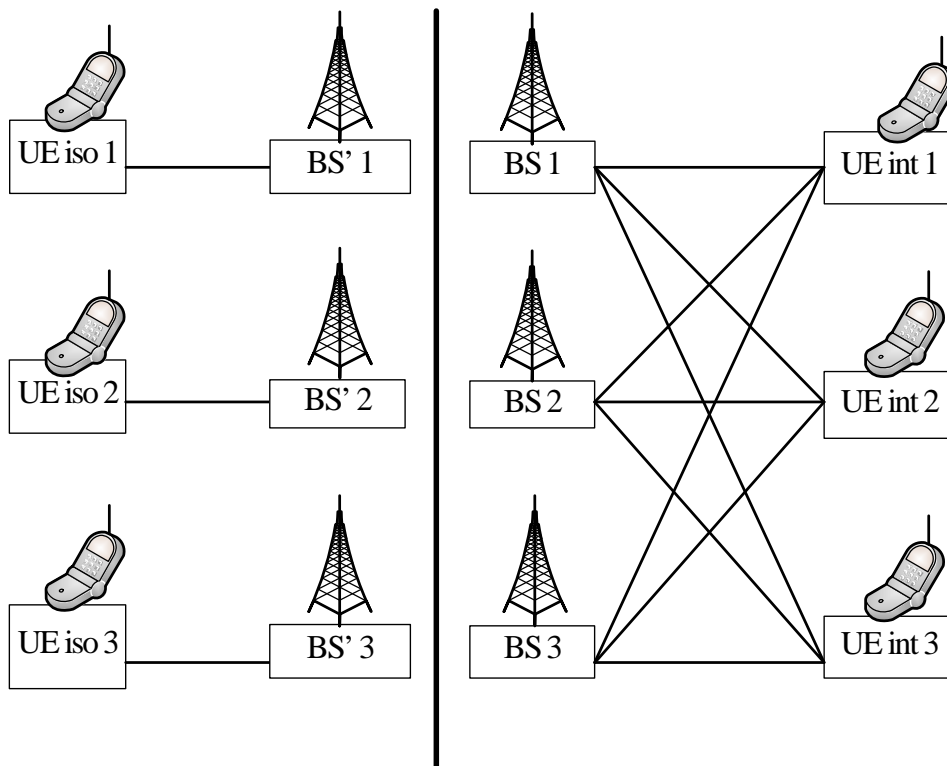 UE iso 1
BS’ 1
BS 1
UE int 1
UE iso 2
BS’ 2
BS 2
UE int 2
UE iso 3
BS’ 3
BS 3
UE int 3